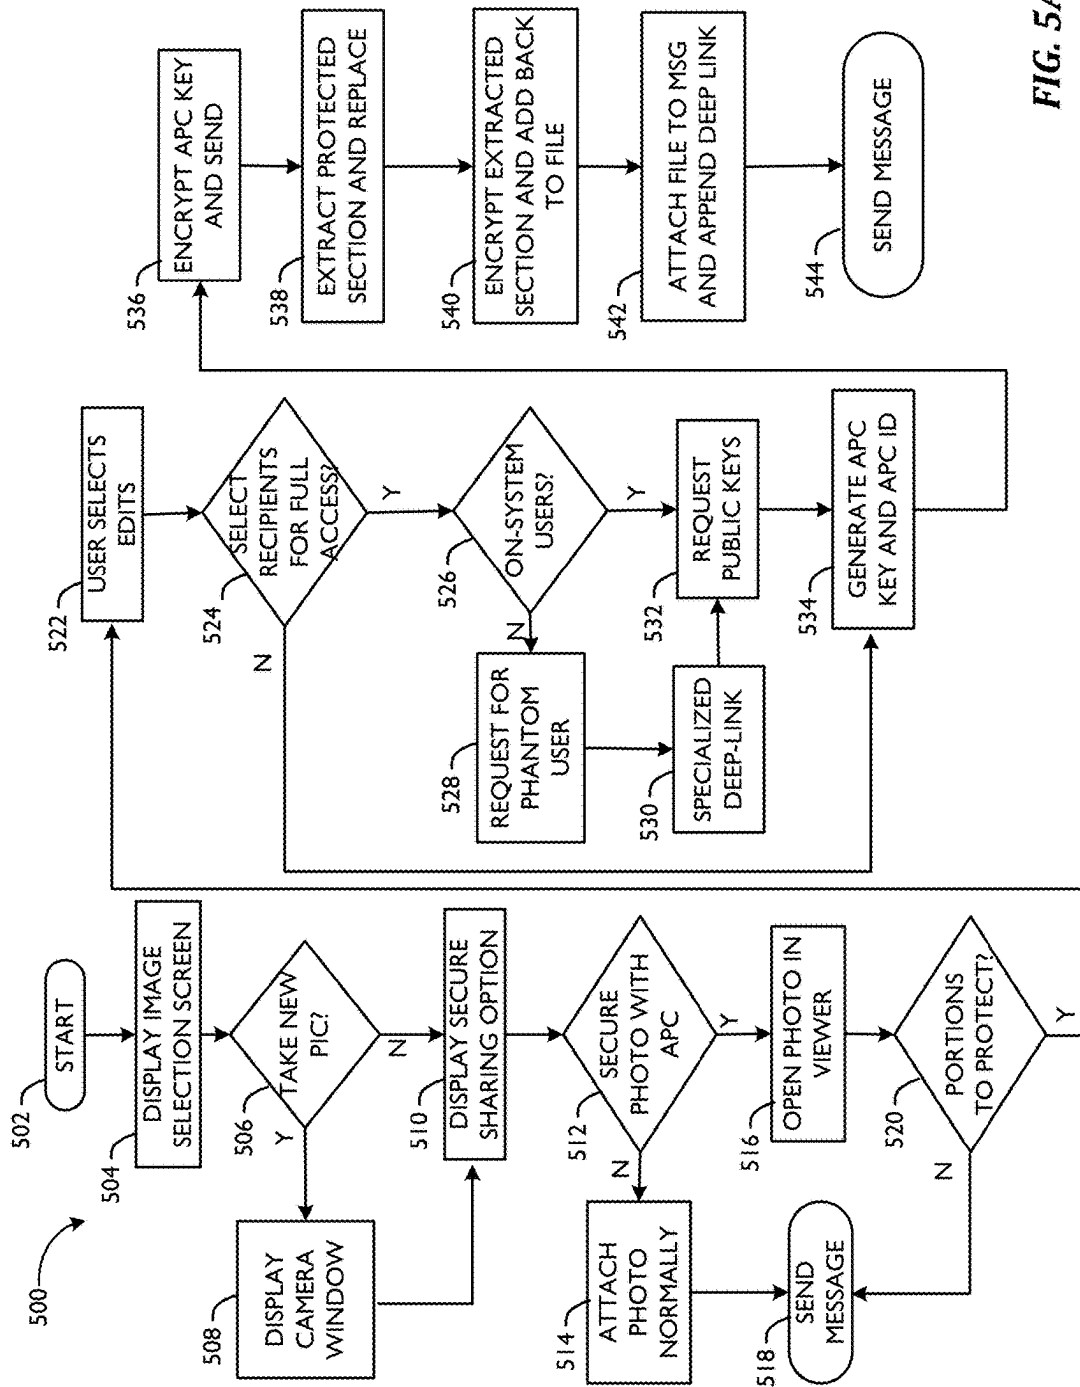 500
502
START
504
DISPLAY IMAGE
SELECTION SCREEN
506
TAKE NEW
PIC?
Y
N
508
DISPLAY
CAMERA
WINDOW
510
DISPLAY SECURE
SHARING OPTION
512
SECURE
PHOTO WITH
APC
N
Y
514
ATTACH
PHOTO
NORMALLY
516
OPEN PHOTO IN
VIEWER
518
SEND
MESSAGE
520
PORTIONS
TO PROTECT?
N
Y
522
USER SELECTS
EDITS
524
SELECT
RECIPIENTS
FOR FULL
ACCESS?
N
Y
526
ON-SYSTEM
USERS?
N
Y
528
REQUEST FOR
PHANTOM
USER
530
SPECIALIZED
DEEP-LINK
532
REQUEST
PUBLIC KEYS
534
GENERATE APC
KEY AND APC ID
536
ENCRYPT APC KEY
AND SEND
538
EXTRACT PROTECTED
SECTION AND REPLACE
540
ENCRYPT EXTRACTED
SECTION AND ADD BACK
TO FILE
542
ATTACH FILE TO MSG
AND APPEND DEEP LINK
544
SEND MESSAGE
FIG. 5A